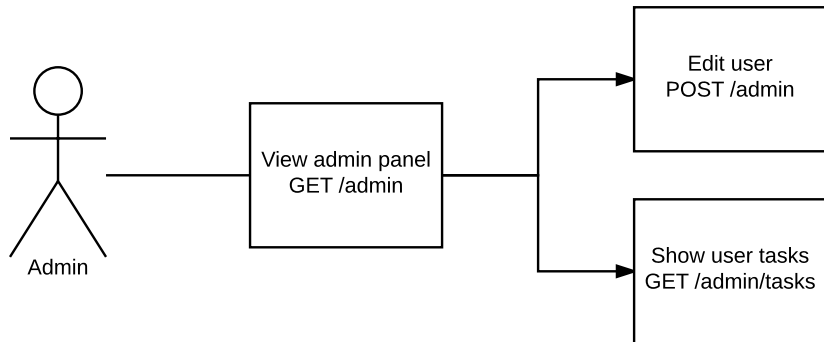 Admin
View admin panel
GET /admin
Edit user
POST /admin
Show user tasks
GET /admin/tasks